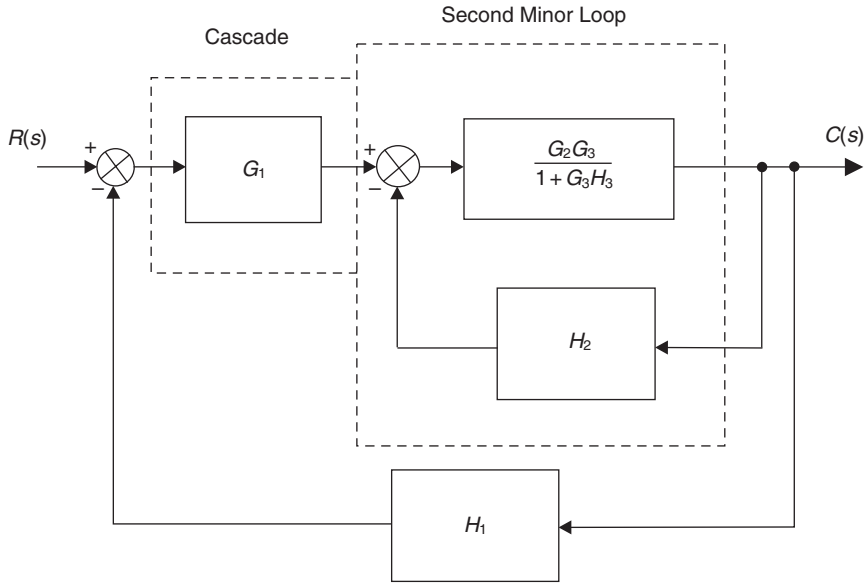 Second Minor Loop
Cascade
R(s)
+
−
G₁
+
−
G₂G₃
1 + G₃H₃
C(s)
H₂
H₁